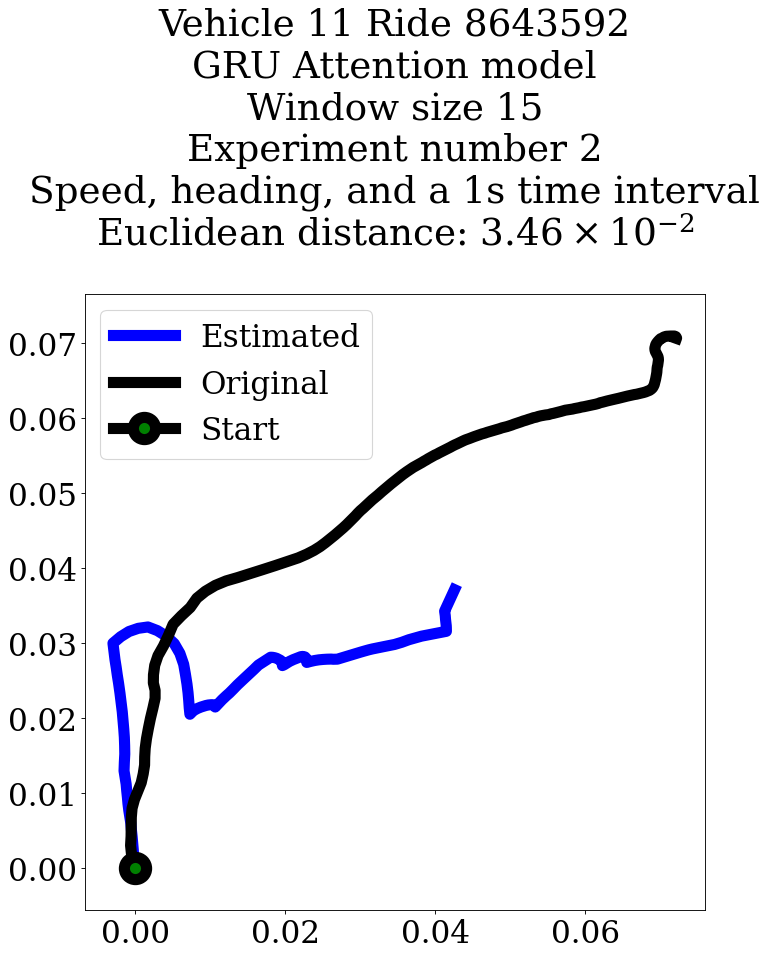 Vehicle 11 Ride 8643592
GRU Attention model
Window size 15
Experiment number 2
Speed, heading, and a 1s time interval
Euclidean distance: 3.46 × 10⁻²
Estimated
Original
Start
0.07
0.06
0.05
0.04
0.03
0.02
0.01
0.00
0.00 0.02 0.04 0.06